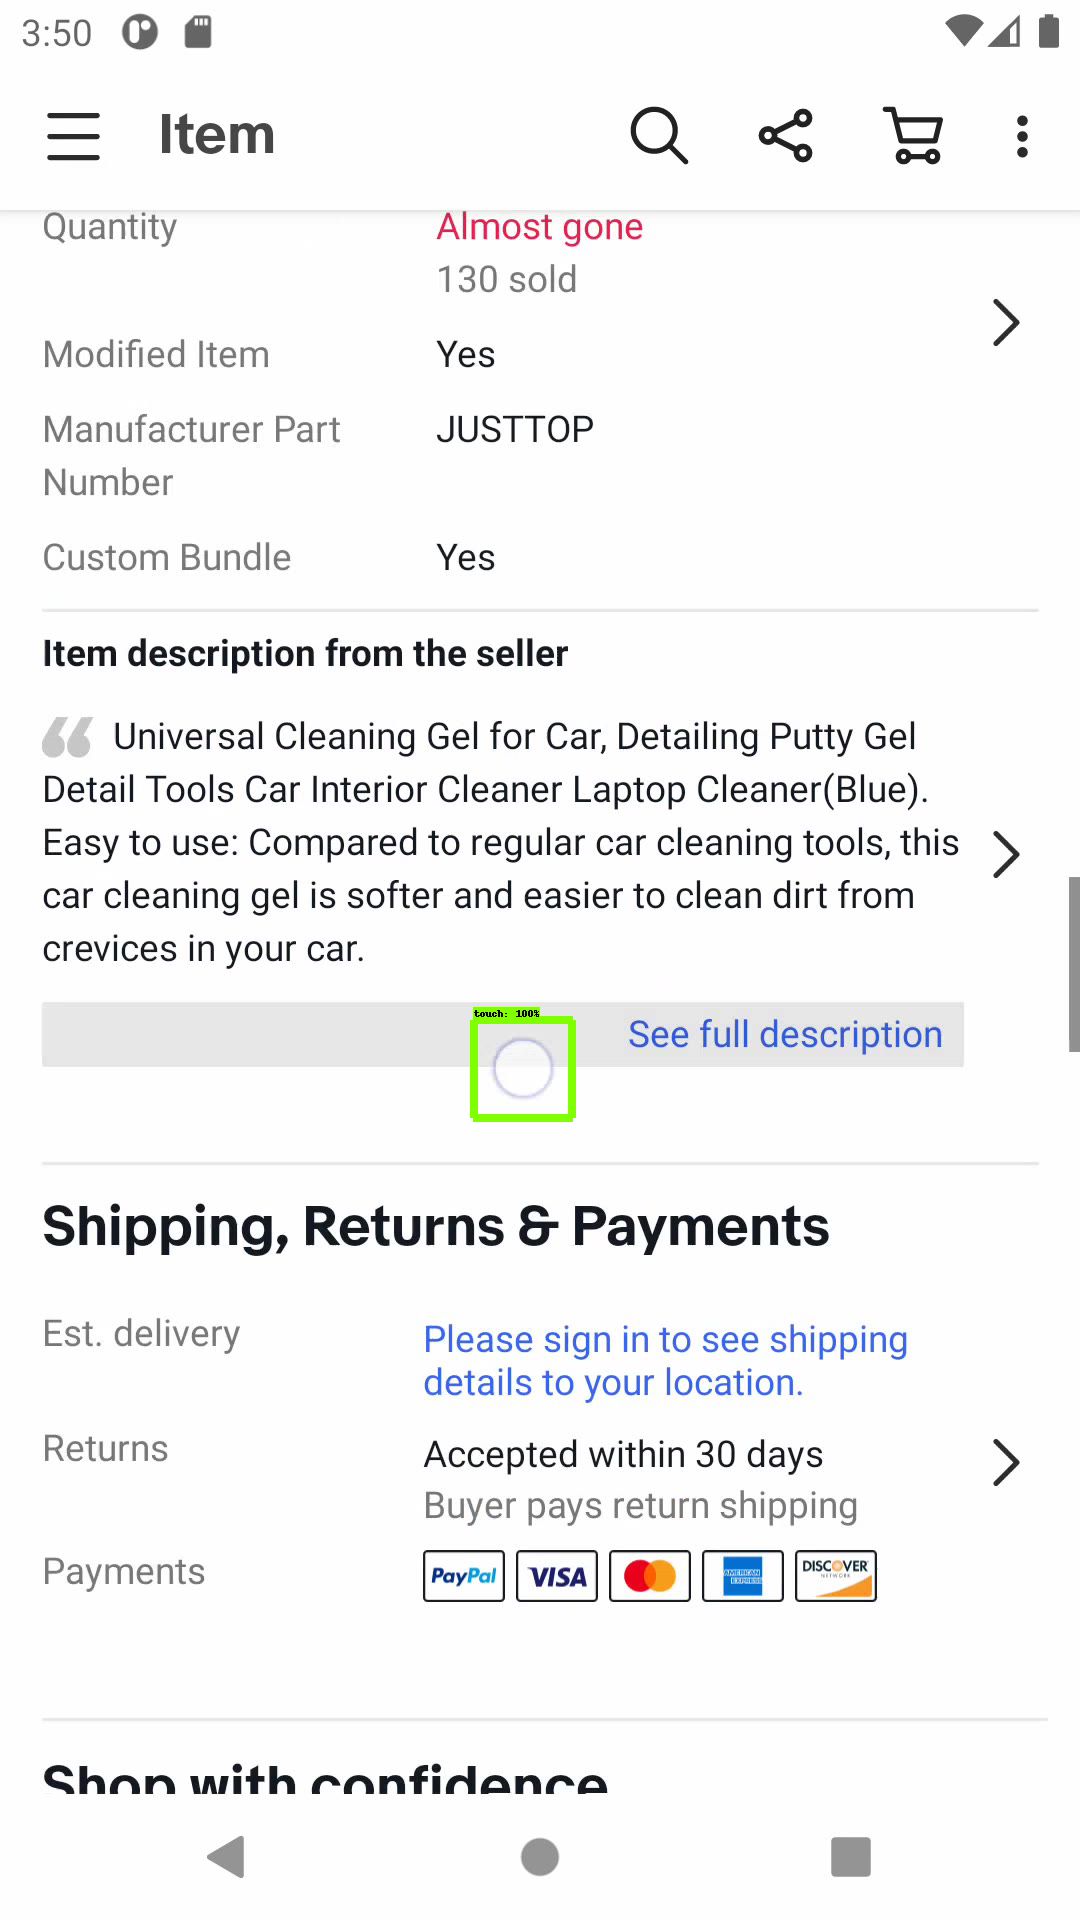 3:50
Item
Quantity
Almost gone
130 sold
Modified Item
Yes
Manufacturer Part
Number
JUSTTOP
Custom Bundle
Yes
Item description from the seller
Universal Cleaning Gel for Car, Detailing Putty Gel
Detail Tools Car Interior Cleaner Laptop Cleaner(Blue).
Easy to use: Compared to regular car cleaning tools, this
car cleaning gel is softer and easier to clean dirt from
crevices in your car.
touch: 100%
See full description
Shipping, Returns & Payments
Est. delivery
Please sign in to see shipping
details to your location.
Returns
Accepted within 30 days
Buyer pays return shipping
Payments
PayPal VISA AMERICAN EXPRESS DISCOVER NETWORK
Shop with confidence